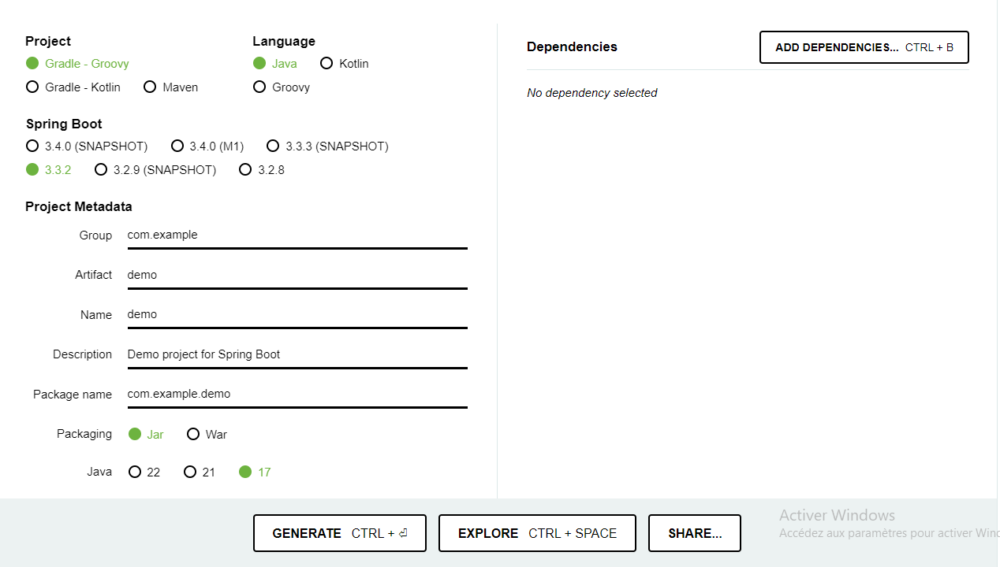 Project
Gradle - Groovy
Gradle - Kotlin Maven
Language
Java Kotlin
Groovy
Spring Boot
3.4.0 (SNAPSHOT) 3.4.0 (M1) 3.3.3 (SNAPSHOT)
3.3.2 3.2.9 (SNAPSHOT) 3.2.8
Project Metadata
Group com.example
Artifact demo
Name demo
Description Demo project for Spring Boot
Package name com.example.demo
Packaging Jar War
Java 22 21 17
Dependencies
ADD DEPENDENCIES... CTRL + B
No dependency selected
GENERATE CTRL + ⏎
EXPLORE CTRL + SPACE
SHARE...
Activer Windows
Accédez aux paramètres pour activer